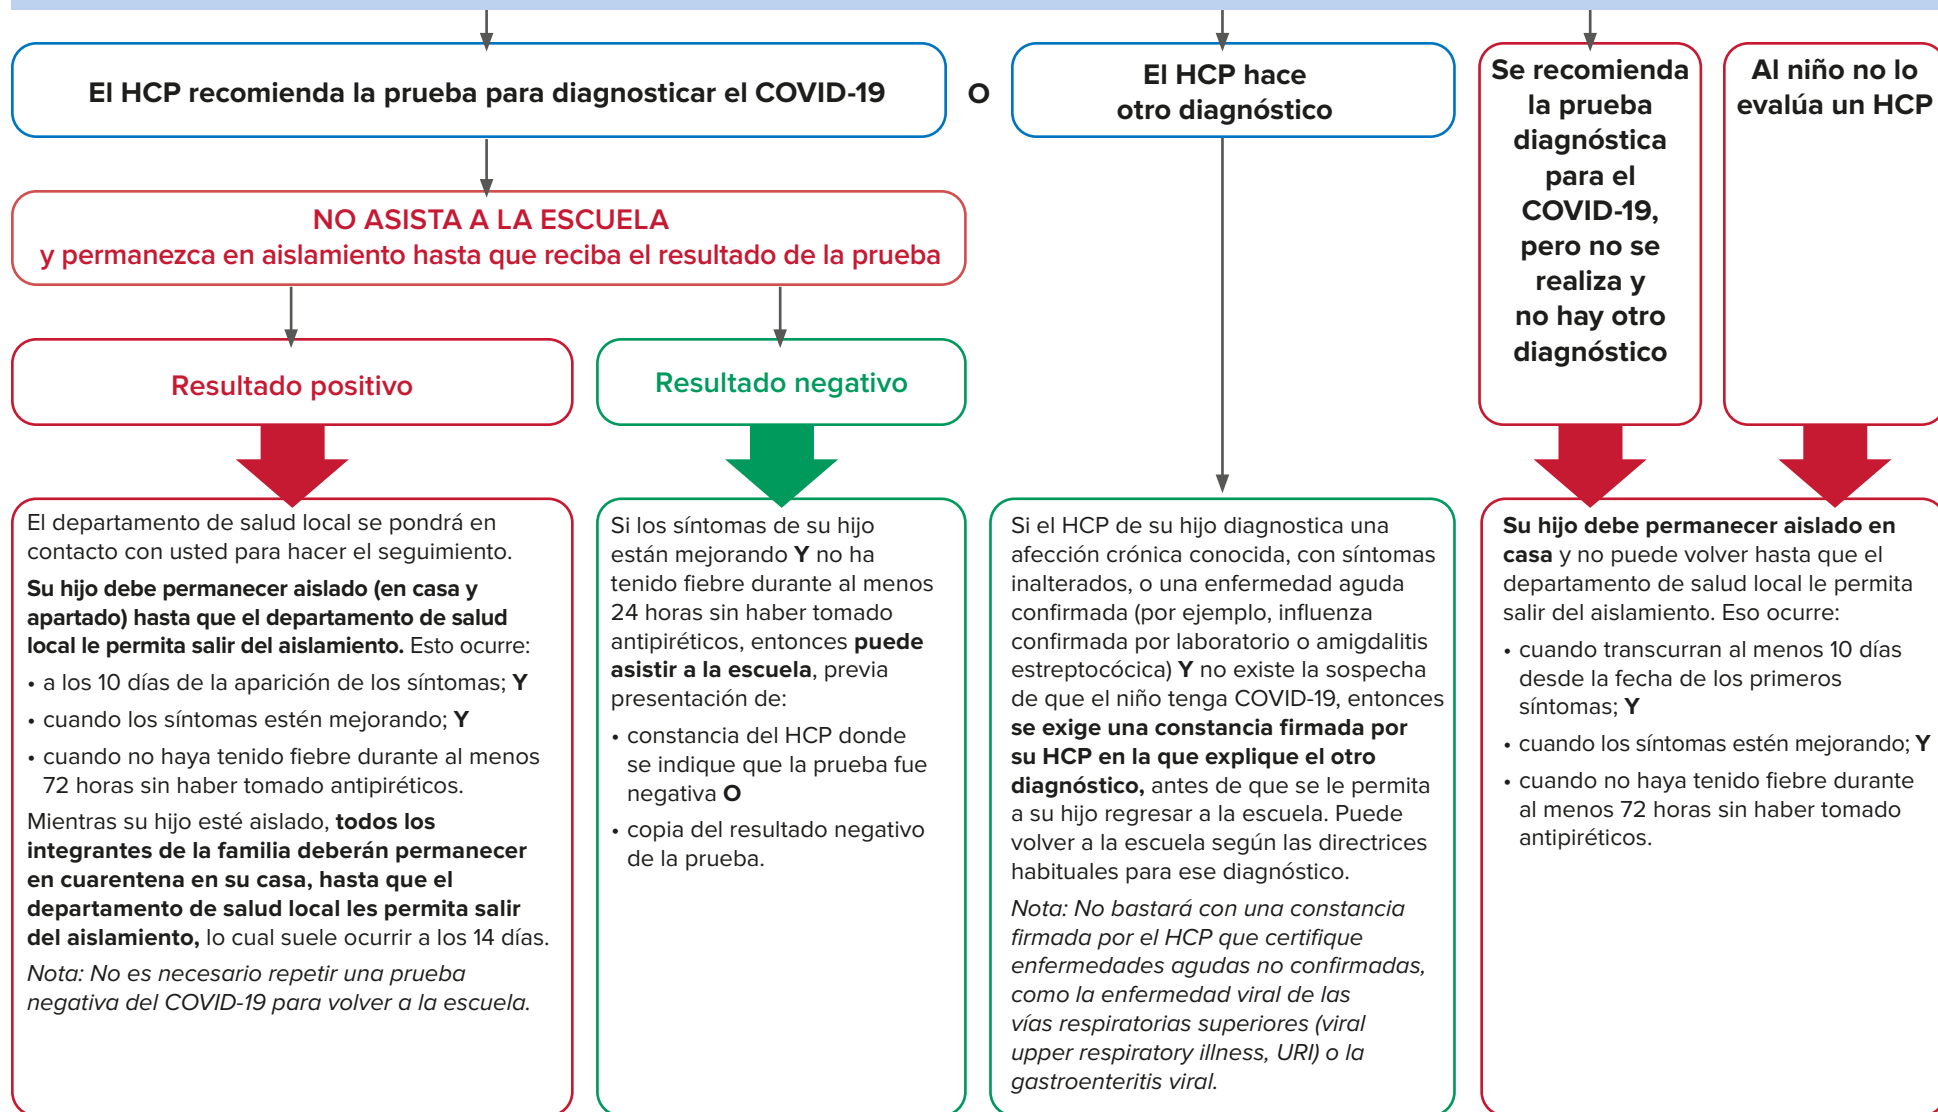 El HCP recomienda la prueba para diagnosticar el COVID-19
O
El HCP hace
otro diagnóstico
Se recomienda
la prueba
diagnóstica
para el
COVID-19,
pero no se
realiza y
no hay otro
diagnóstico
Al niño no lo
evalúa un HCP
NO ASISTA A LA ESCUELA
y permanezca en aislamiento hasta que reciba el resultado de la prueba
Resultado positivo
Resultado negativo
El departamento de salud local se pondrá en
contacto con usted para hacer el seguimiento.
Su hijo debe permanecer aislado (en casa y
apartado) hasta que el departamento de salud
local le permita salir del aislamiento. Esto ocurre:
• a los 10 días de la aparición de los síntomas; Y
• cuando los síntomas estén mejorando; Y
• cuando no haya tenido fiebre durante al menos
72 horas sin haber tomado antipiréticos.
Mientras su hijo esté aislado, todos los
integrantes de la familia deberán permanecer
en cuarentena en su casa, hasta que el
departamento de salud local les permita salir
del aislamiento, lo cual suele ocurrir a los 14 días.
Nota: No es necesario repetir una prueba
negativa del COVID-19 para volver a la escuela.
Si los síntomas de su hijo
están mejorando Y no ha
tenido fiebre durante al menos
24 horas sin haber tomado
antipiréticos, entonces puede
asistir a la escuela, previa
presentación de:
• constancia del HCP donde
se indique que la prueba fue
negativa O
• copia del resultado negativo
de la prueba.
Si el HCP de su hijo diagnostica una
afección crónica conocida, con síntomas
inalterados, o una enfermedad aguda
confirmada (por ejemplo, influenza
confirmada por laboratorio o amigdalitis
estreptocócica) Y no existe la sospecha
de que el niño tenga COVID-19, entonces
se exige una constancia firmada por
su HCP en la que explique el otro
diagnóstico, antes de que se le permita
a su hijo regresar a la escuela. Puede
volver a la escuela según las directrices
habituales para ese diagnóstico.
Nota: No bastará con una constancia
firmada por el HCP que certifique
enfermedades agudas no confirmadas,
como la enfermedad viral de las
vías respiratorias superiores (viral
upper respiratory illness, URI) o la
gastroenteritis viral.
Su hijo debe permanecer aislado en
casa y no puede volver hasta que el
departamento de salud local le permita
salir del aislamiento. Eso ocurre:
• cuando transcurran al menos 10 días
desde la fecha de los primeros
síntomas; Y
• cuando los síntomas estén mejorando; Y
• cuando no haya tenido fiebre durante
al menos 72 horas sin haber tomado
antipiréticos.